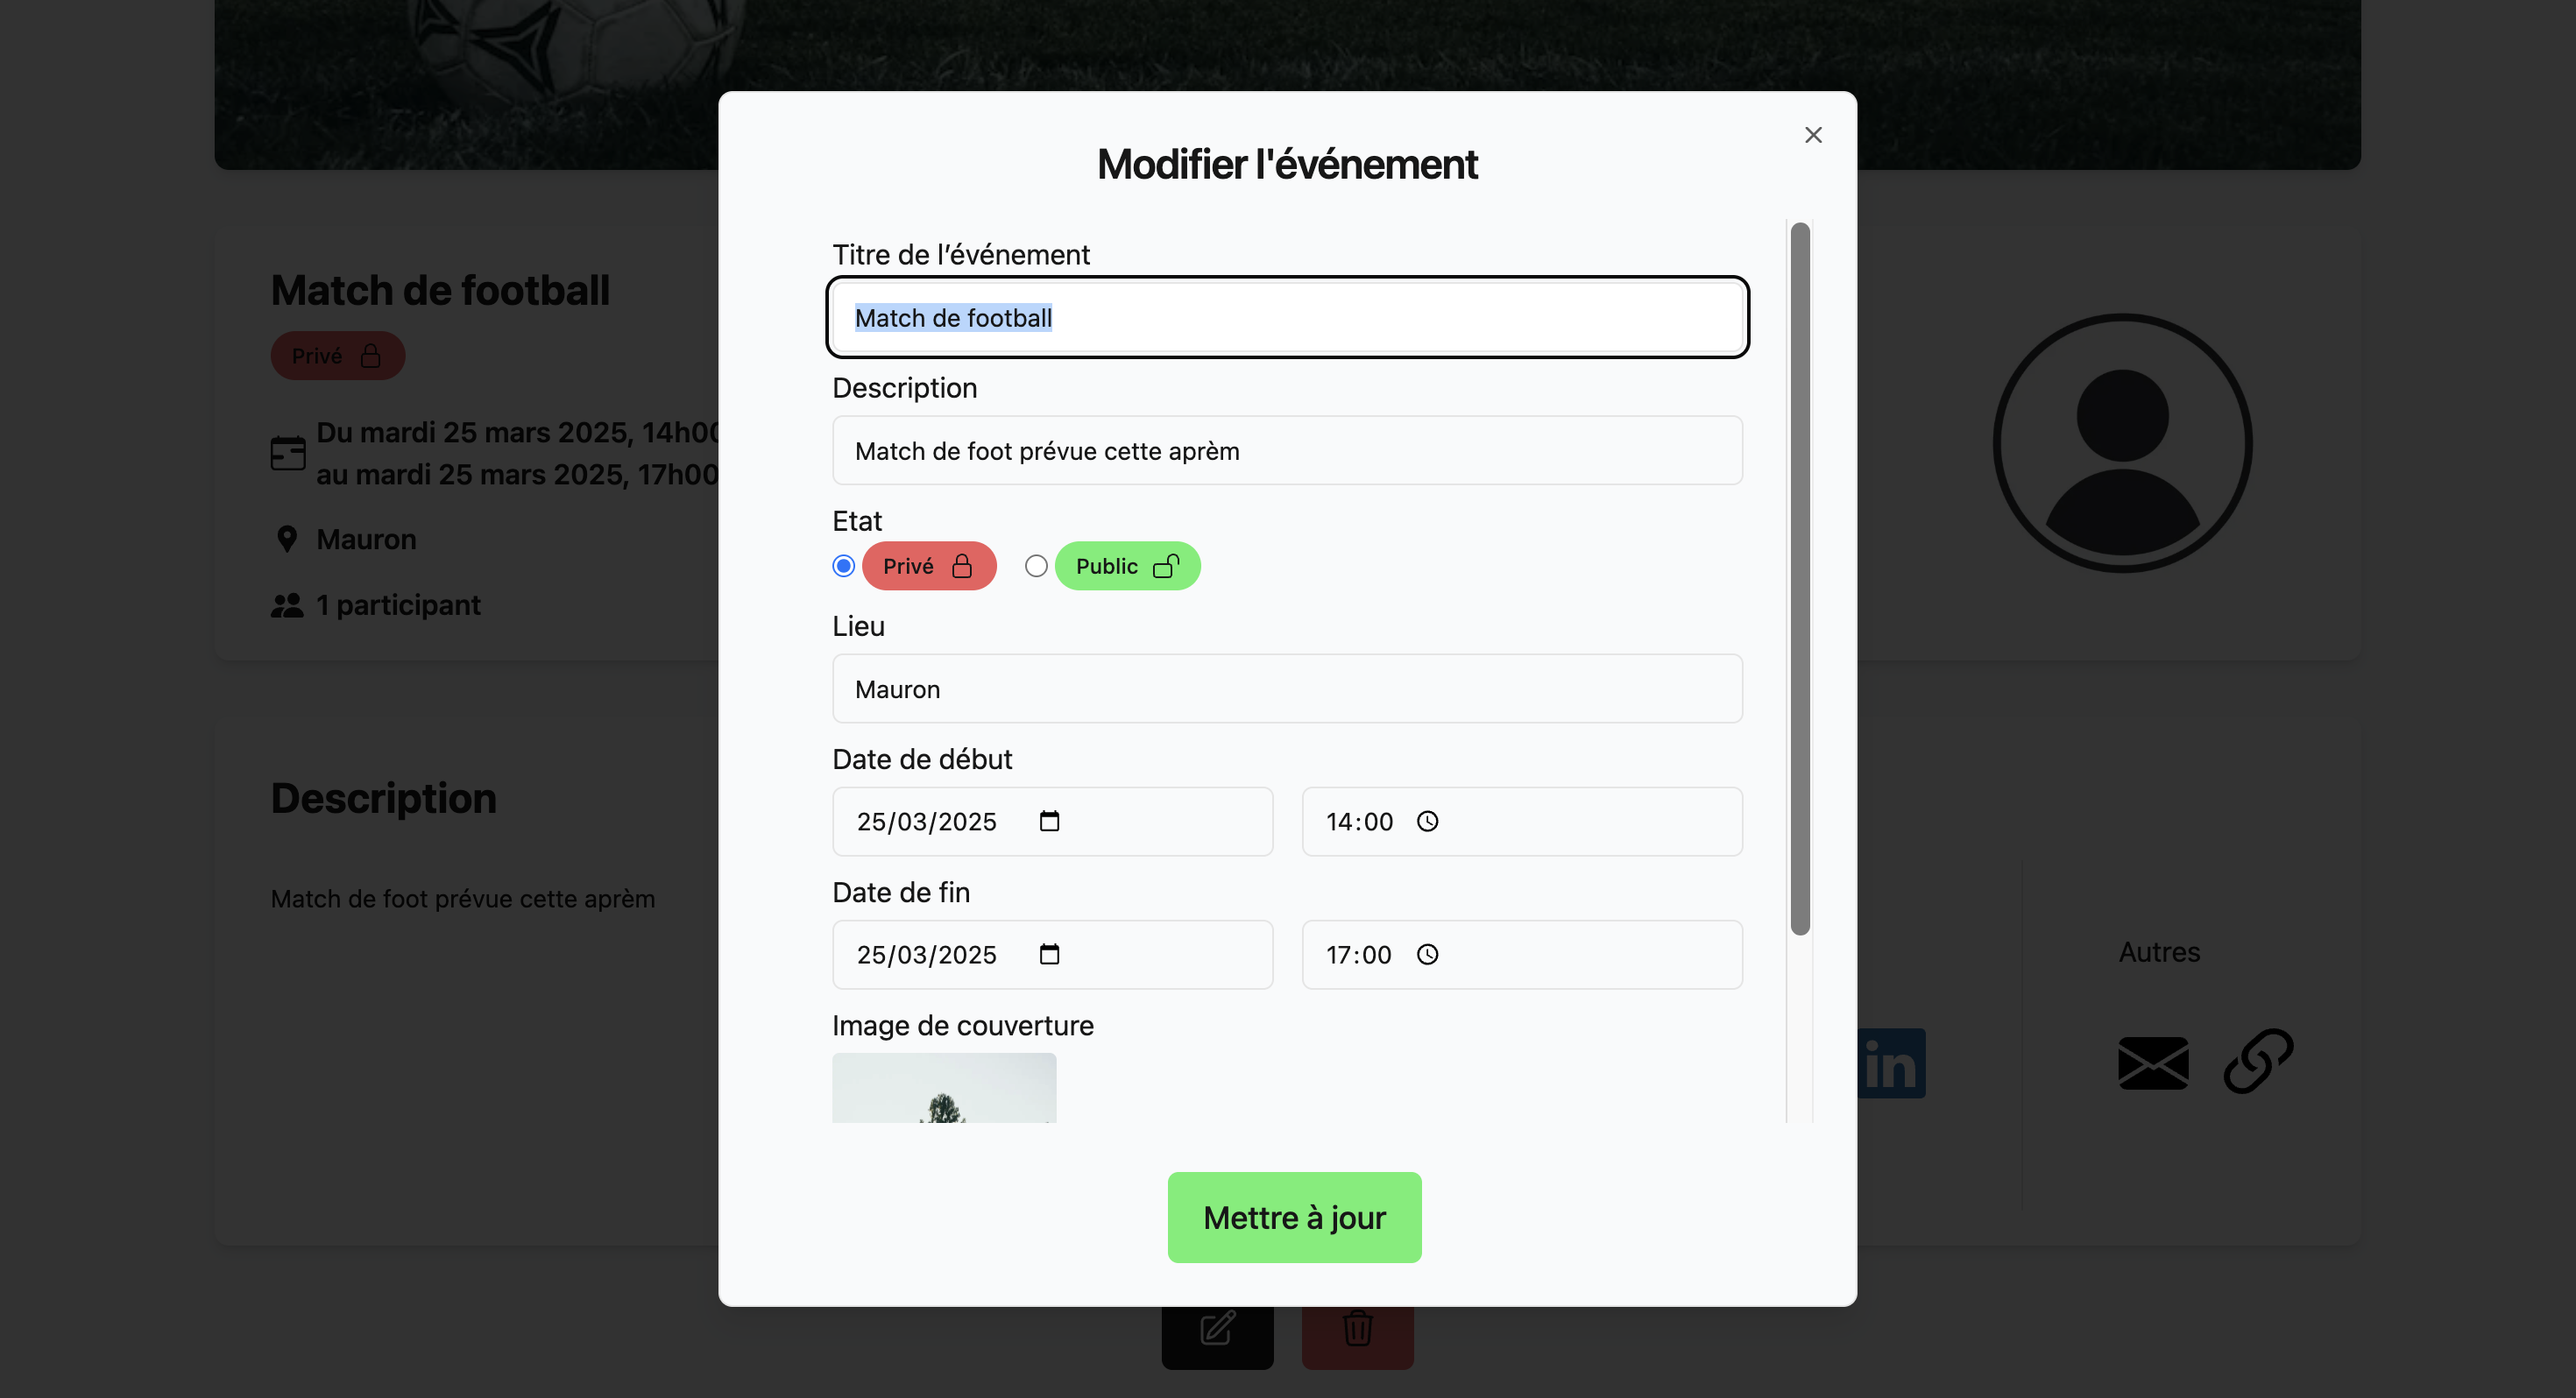 Modifier l'événement
Titre de l’événement
Match de football
Description
Match de foot prévue cette aprèm
Etat
Privé
Public
Lieu
Mauron
Date de début
25/03/2025
14:00
Date de fin
25/03/2025
17:00
Image de couverture
Mettre à jour
Match de football
Privé
Du mardi 25 mars 2025, 14h00
au mardi 25 mars 2025, 17h00
Mauron
1 participant
Description
Match de foot prévue cette aprèm
Autres
in